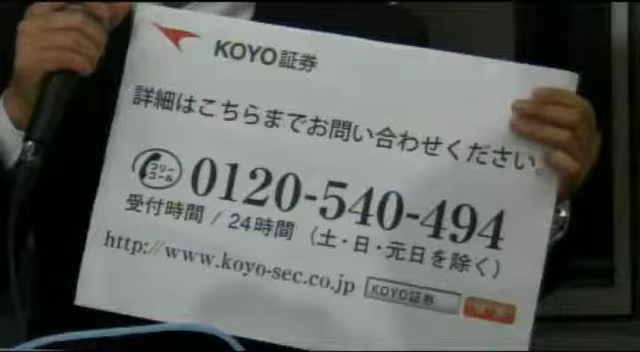 KOYO証券
詳細はこちらまでお問い合わせください。
フリーコール 0120-540-494
受付時間 / 24時間（土・日・元日を除く）
http://www.koyo-sec.co.jp KOYO証券